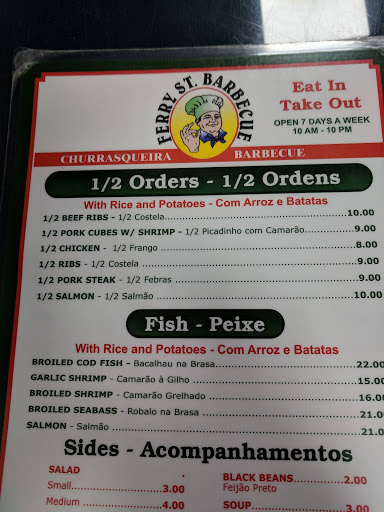 FERRY ST. BARBECUE
Eat In
Take Out
OPEN 7 DAYS A WEEK
10 AM - 10 PM
CHURRASQUEIRA BARBECUE
1/2 Orders - 1/2 Ordens
With Rice and Potatoes - Com Arroz e Batatas
1/2 BEEF RIBS - 1/2 Costela 10.00
1/2 PORK CUBES W/ SHRIMP - 1/2 Picadinho com Camarão 9.00
1/2 CHICKEN - 1/2 Frango 8.00
1/2 RIBS - 1/2 Costela 9.00
1/2 PORK STEAK - 1/2 Febras 9.00
1/2 SALMON - 1/2 Salmão 10.00
Fish - Peixe
With Rice and Potatoes - Com Arroz e Batatas
BROILED COD FISH - Bacalhau na Brasa 22.00
GARLIC SHRIMP - Camarão à Gilho 15.00
BROILED SHRIMP - Camarão Grelhado 16.00
BROILED SEABASS - Robalo na Brasa 21.00
SALMON - Salmão 21.0
Sides - Acompanhamentos
SALAD
Small 3.00
Medium 4.00
BLACK BEANS 2.00
Feijão Preto
SOUP 3.00